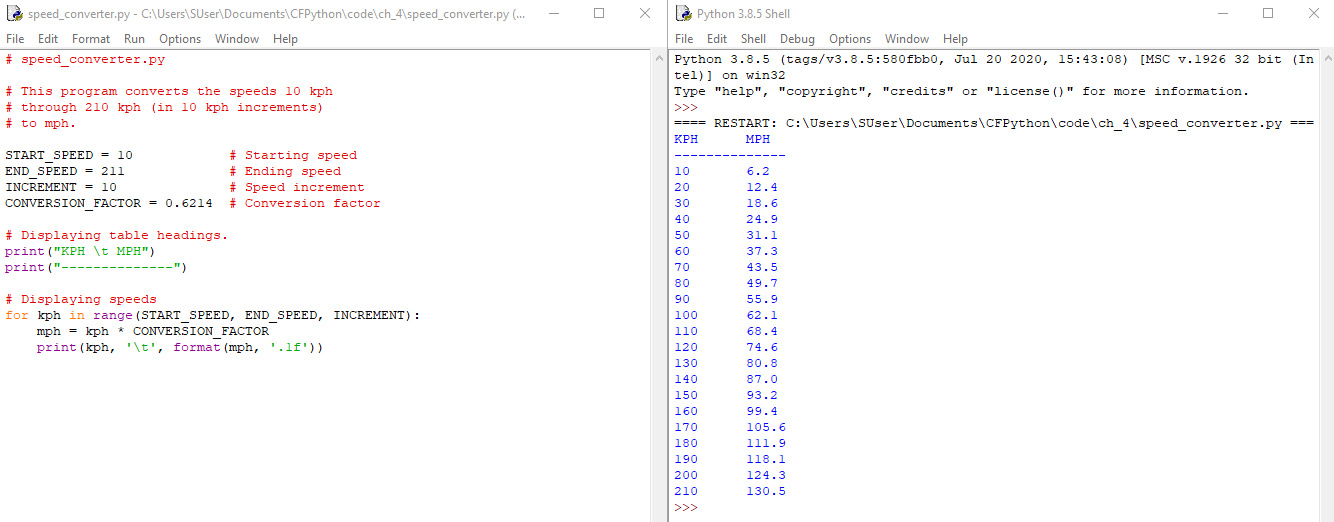 speed_converter.py - C:\Users\SUser\Documents\CFPython\code\ch_4\speed_converter.py (...
File Edit Format Run Options Window Help
# speed_converter.py

# This program converts the speeds 10 kph
# through 210 kph (in 10 kph increments)
# to mph.

START_SPEED = 10            # Starting speed
END_SPEED = 211             # Ending speed
INCREMENT = 10              # Speed increment
CONVERSION_FACTOR = 0.6214  # Conversion factor

# Displaying table headings.
print("KPH \t MPH")
print("--------------")

# Displaying speeds
for kph in range(START_SPEED, END_SPEED, INCREMENT):
    mph = kph * CONVERSION_FACTOR
    print(kph, '\t', format(mph, '.1f'))
Python 3.8.5 Shell
File Edit Shell Debug Options Window Help
Python 3.8.5 (tags/v3.8.5:580fbb0, Jul 20 2020, 15:43:08) [MSC v.1926 32 bit (In
tel)] on win32
Type "help", "copyright", "credits" or "license()" for more information.
>>>
==== RESTART: C:\Users\SUser\Documents\CFPython\code\ch_4\speed_converter.py ===
KPH      MPH
--------------
10       6.2
20       12.4
30       18.6
40       24.9
50       31.1
60       37.3
70       43.5
80       49.7
90       55.9
100      62.1
110      68.4
120      74.6
130      80.8
140      87.0
150      93.2
160      99.4
170      105.6
180      111.9
190      118.1
200      124.3
210      130.5
>>>